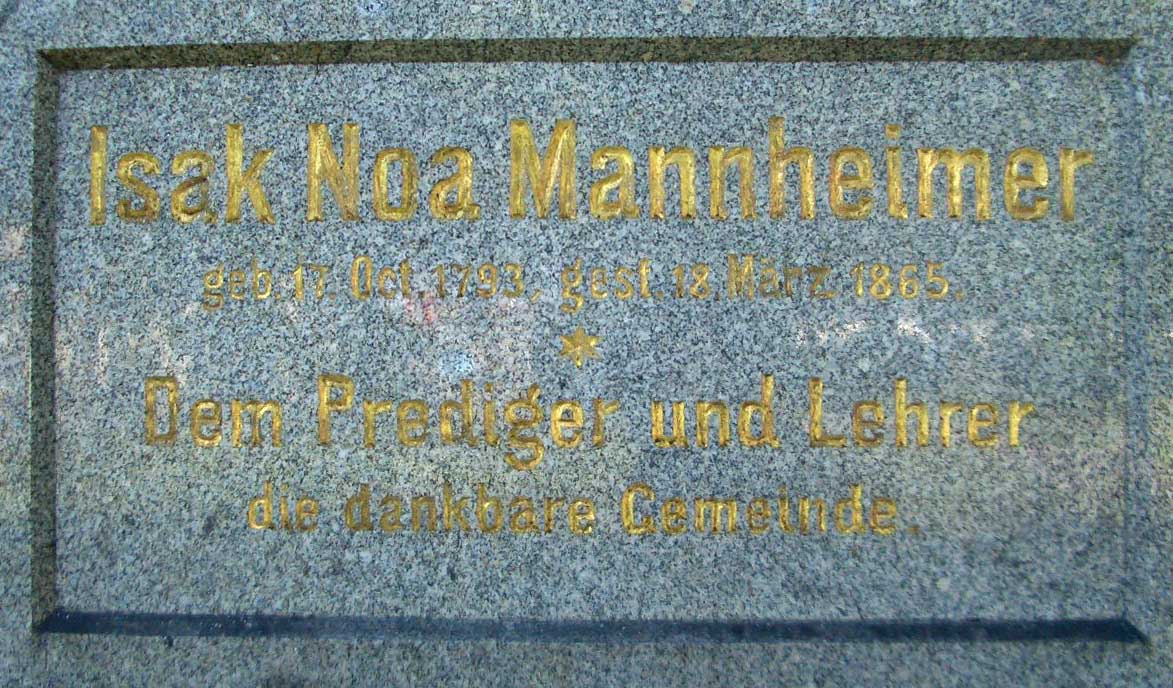 Isak Noa Mannheimer
geb. 17. Oct. 1793, gest. 18. März 1865.
*
Dem Prediger und Lehrer
die dankbare Gemeinde.